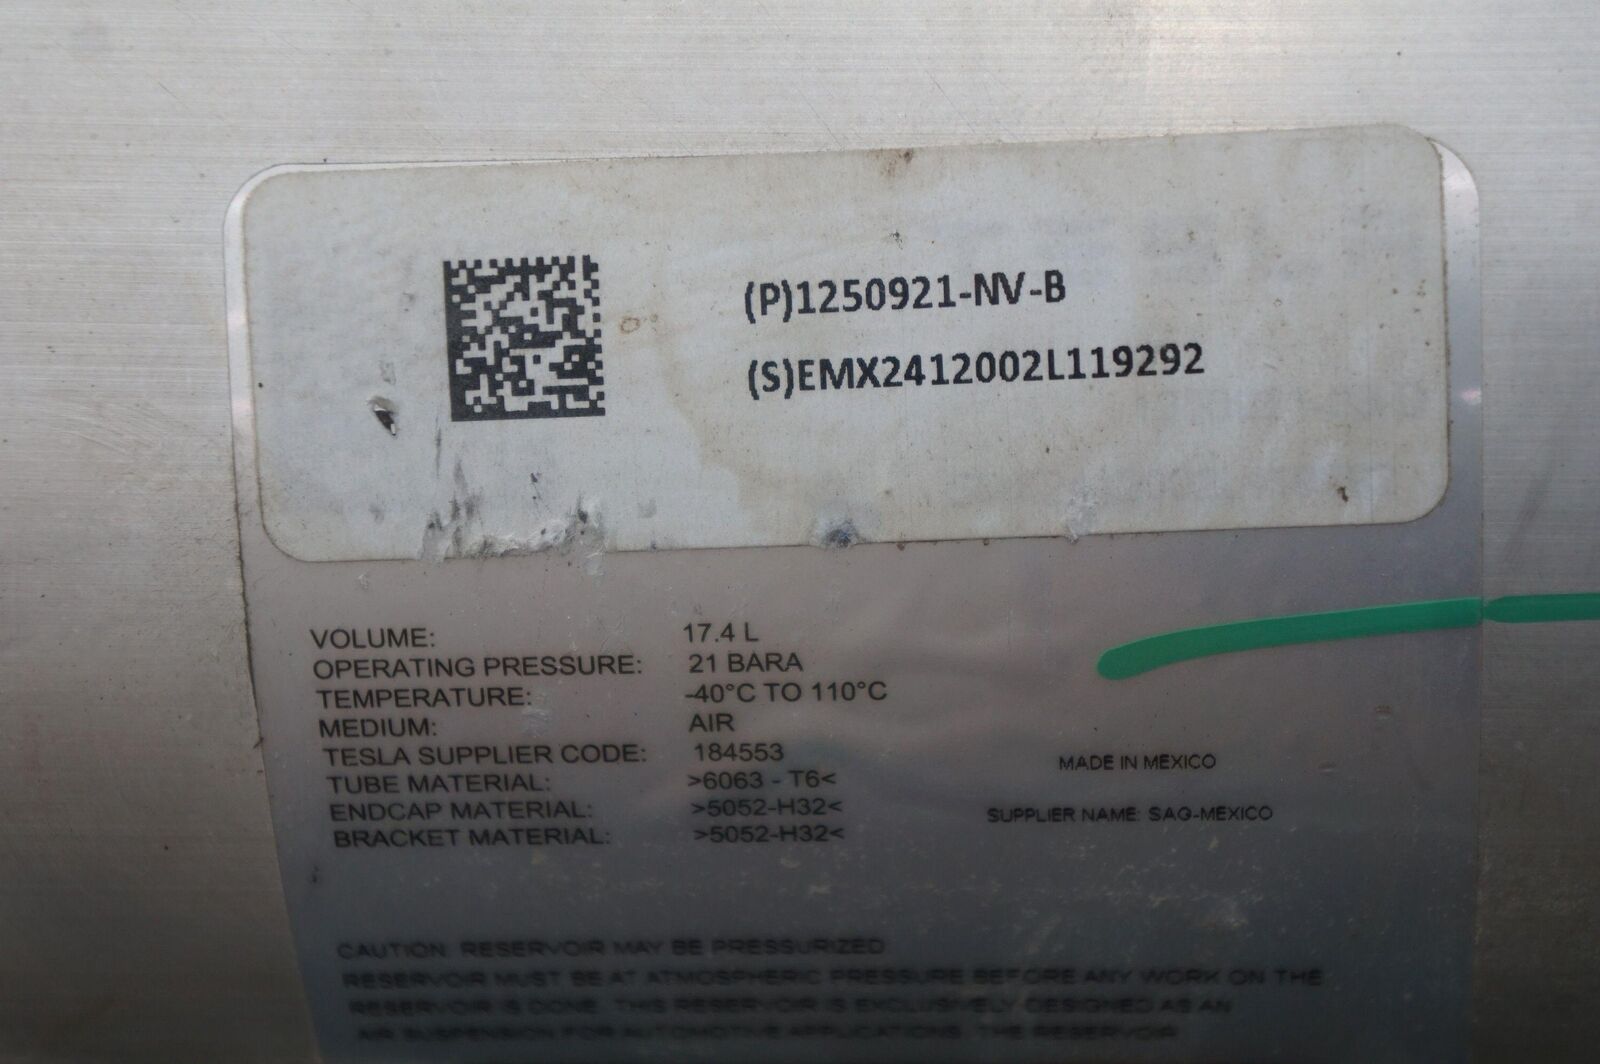 (P)1250921-NV-B
(S)EMX2412002L119292
VOLUME: 17.4 L
OPERATING PRESSURE: 21 BARA
TEMPERATURE: -40°C TO 110°C
MEDIUM: AIR
TESLA SUPPLIER CODE: 184553
TUBE MATERIAL: >6063 - T6<
ENDCAP MATERIAL: >5052-H32<
BRACKET MATERIAL: >5052-H32<
MADE IN MEXICO
SUPPLIER NAME: SAG-MEXICO
CAUTION: RESERVOIR MAY BE PRESSURIZED
RESERVOIR MUST BE AT ATMOSPHERIC PRESSURE BEFORE ANY WORK ON THE
RESERVOIR IS DONE. THIS RESERVOIR IS EXCLUSIVELY DESIGNED AS AN
AIR SUSPENSION FOR AUTOMOTIVE APPLICATIONS. THE RESERVOIR